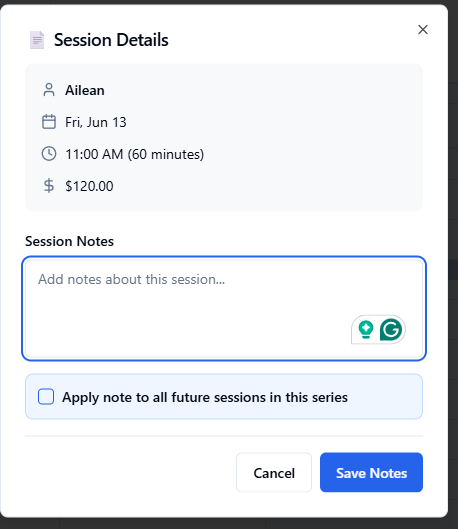 Session Details
Ailean
Fri, Jun 13
11:00 AM (60 minutes)
$120.00
Session Notes
Add notes about this session...
Apply note to all future sessions in this series
Cancel
Save Notes